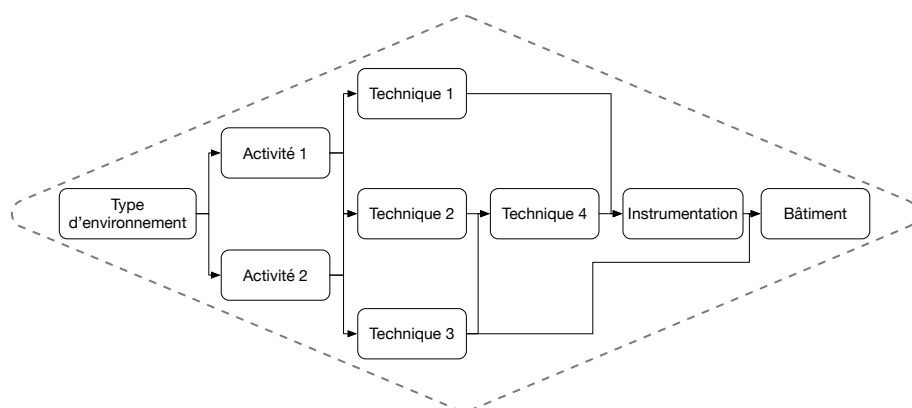 Technique 1
Activité 1
Type
d'environnement
Technique 2
Technique 4
Instrumentation
Bâtiment
Activité 2
Technique 3